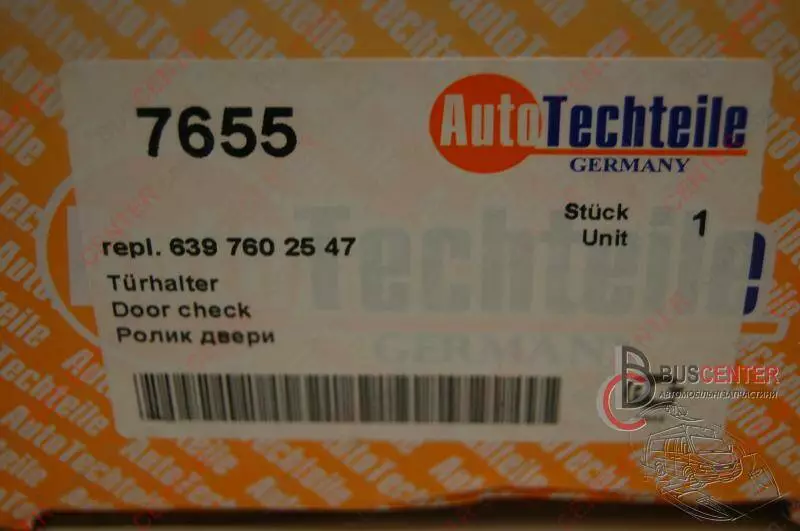 7655
AutoTechteile
GERMANY
Stück
Unit
1
repl. 639 760 25 47
Türhalter
Door check
Ролик двери
BUSCENTER
АВТОМОБІЛЬНІ ЗАПЧАСТИНИ